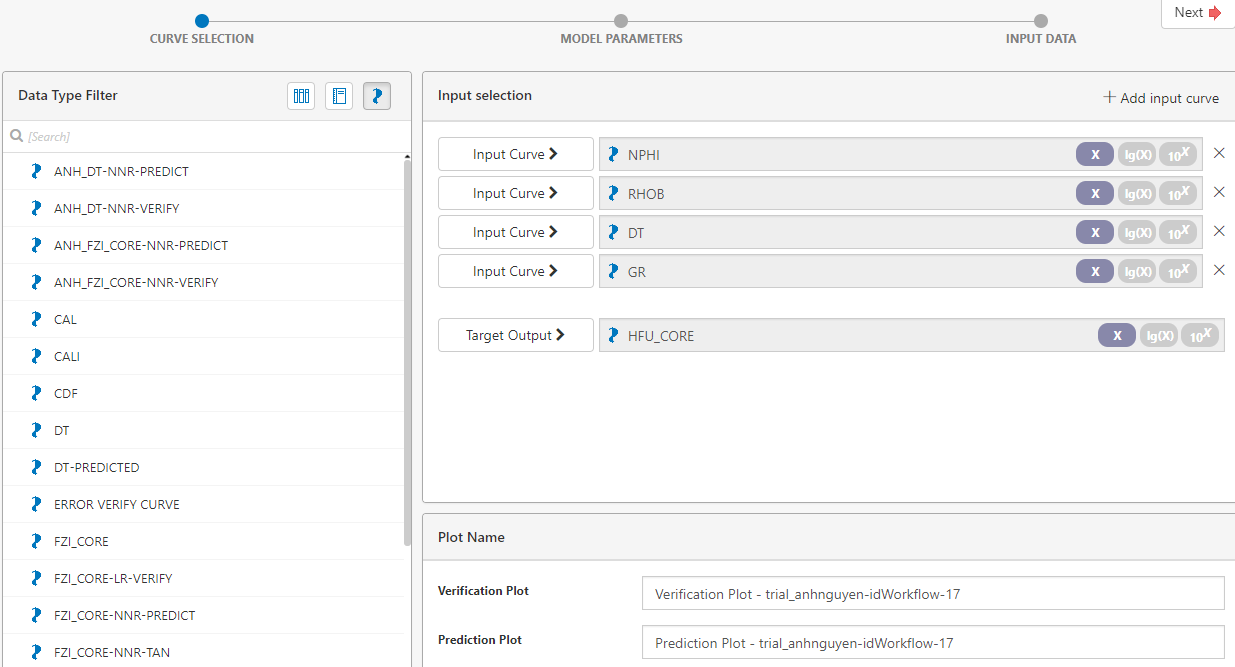 Next
CURVE SELECTION
MODEL PARAMETERS
INPUT DATA
Data Type Filter
[Search]
ANH_DT-NNR-PREDICT
ANH_DT-NNR-VERIFY
ANH_FZI_CORE-NNR-PREDICT
ANH_FZI_CORE-NNR-VERIFY
CAL
CALI
CDF
DT
DT-PREDICTED
ERROR VERIFY CURVE
FZI_CORE
FZI_CORE-LR-VERIFY
FZI_CORE-NNR-PREDICT
FZI_CORE-NNR-TAN
Input selection
+ Add input curve
Input Curve NPHI X lg(X) 10^X
Input Curve RHOB X lg(X) 10^X
Input Curve DT X lg(X) 10^X
Input Curve GR X lg(X) 10^X
Target Output HFU_CORE X lg(X) 10^X
Plot Name
Verification Plot Verification Plot - trial_anhnguyen-idWorkflow-17
Prediction Plot Prediction Plot - trial_anhnguyen-idWorkflow-17